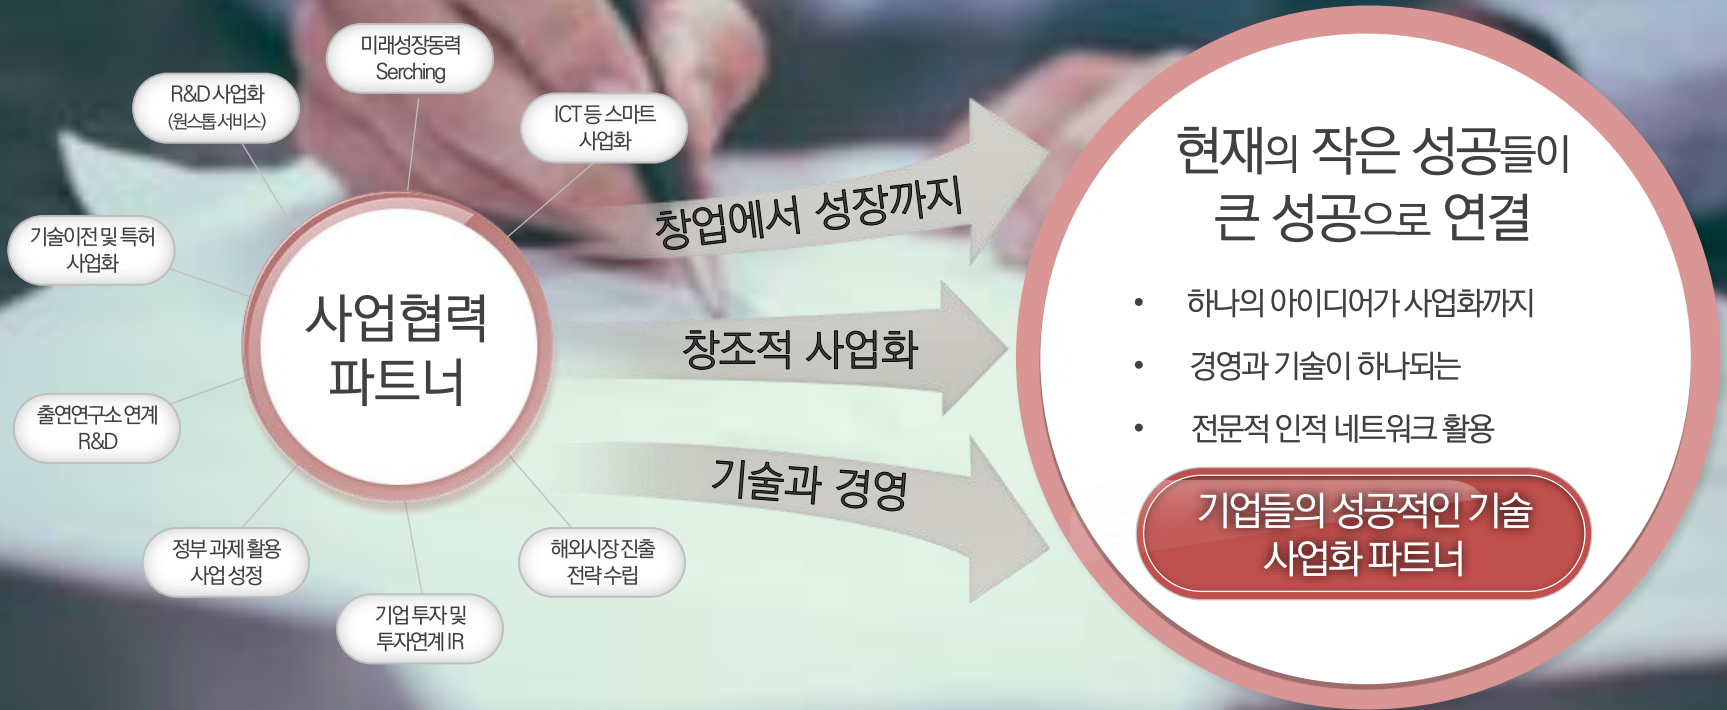 미래성장동력
Serching
R&D 사업화
(원스톱 서비스)
ICT 등 스마트
사업화
기술이전 및 특허
사업화
사업협력
파트너
출연연구소 연계
R&D
정부 과제 활용
사업 성정
기업 투자 및
투자연계 IR
해외시장 진출
전략 수립
창업에서 성장까지
창조적 사업화
기술과 경영
현재의 작은 성공들이
큰 성공으로 연결
• 하나의 아이디어가 사업화까지
• 경영과 기술이 하나되는
• 전문적 인적 네트워크 활용
기업들의 성공적인 기술
사업화 파트너